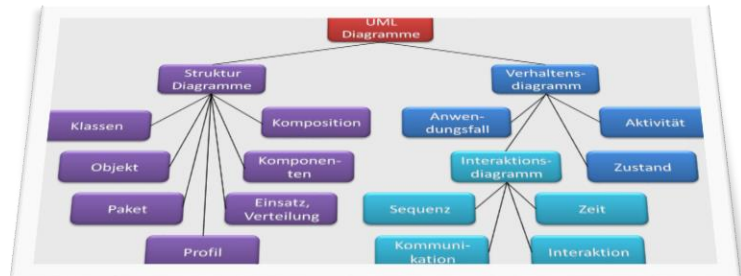 UML
Diagramme
Struktur
Diagramme
Verhaltens-
diagramm
Klassen
Komposition
Anwen-
dungsfall
Aktivität
Objekt
Komponen-
ten
Interaktions-
diagramm
Zustand
Paket
Einsatz,
Verteilung
Sequenz
Zeit
Profil
Kommuni-
kation
Interaktion